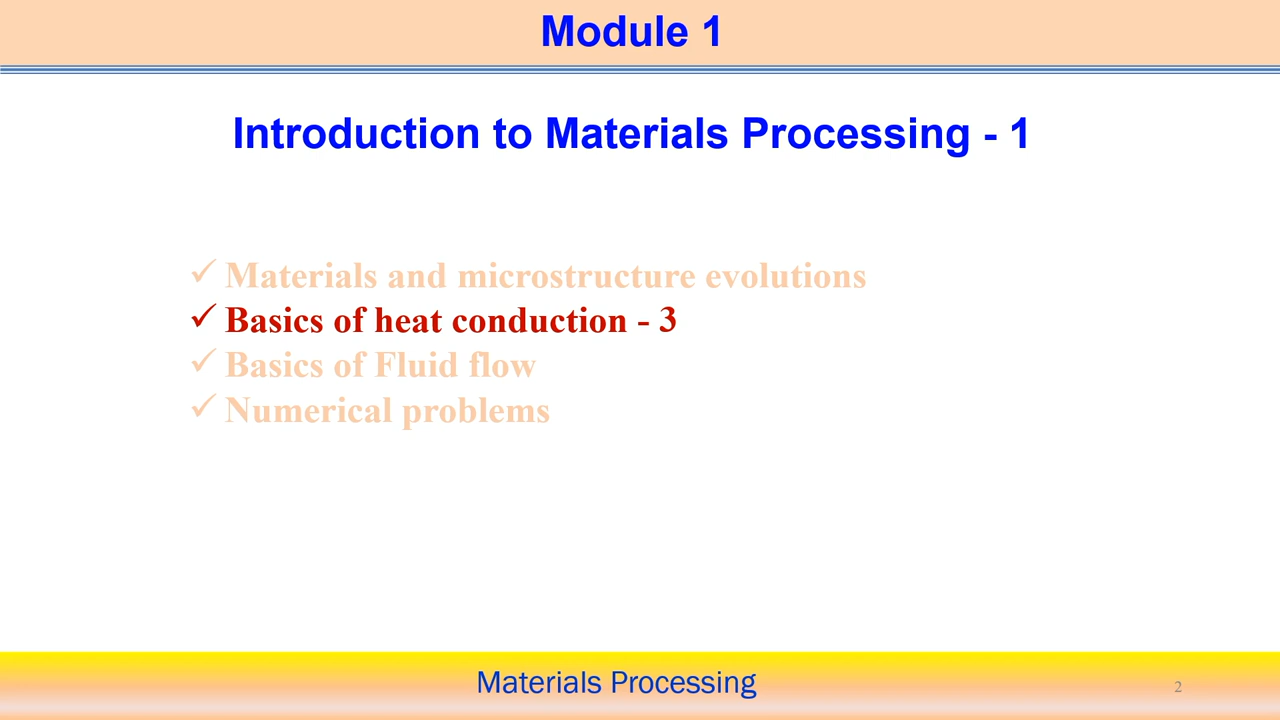 Module 1
Introduction to Materials Processing - 1
✓ Materials and microstructure evolutions
✓ Basics of heat conduction - 3
✓ Basics of Fluid flow
✓ Numerical problems
Materials Processing
2